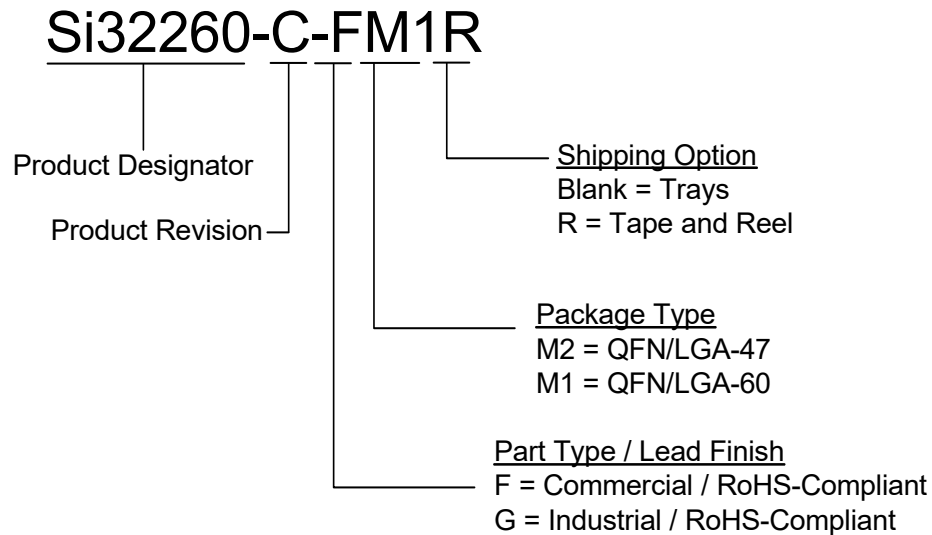 Si32260-C-FM1R
Product Designator
Product Revision
Shipping Option
Blank = Trays
R = Tape and Reel
Package Type
M2 = QFN/LGA-47
M1 = QFN/LGA-60
Part Type / Lead Finish
F = Commercial / RoHS-Compliant
G = Industrial / RoHS-Compliant